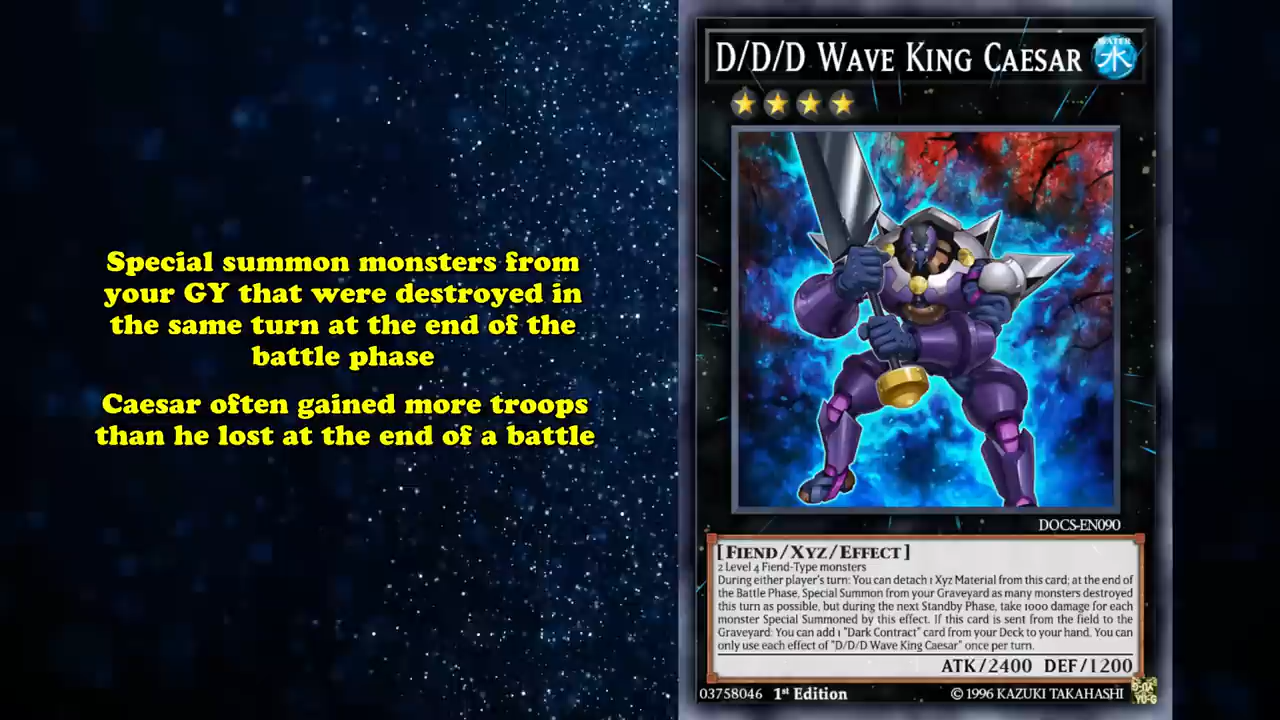 Special summon monsters from
your GY that were destroyed in
the same turn at the end of the
battle phase
Caesar often gained more troops
than he lost at the end of a battle
D/D/D Wave King Caesar
WATER
水
DOCS-EN090
[Fiend/Xyz/Effect]
2 Level 4 Fiend-Type monsters
During either player's turn: You can detach 1 Xyz Material from this card; at the end of
the Battle Phase, Special Summon from your Graveyard as many monsters destroyed
this turn as possible, but during the next Standby Phase, take 1000 damage for each
monster Special Summoned by this effect. If this card is sent from the field to the
Graveyard: You can add 1 "Dark Contract" card from your Deck to your hand. You can
only use each effect of "D/D/D Wave King Caesar" once per turn.
ATK/2400 DEF/1200
03758046 1st Edition © 1996 KAZUKI TAKAHASHI